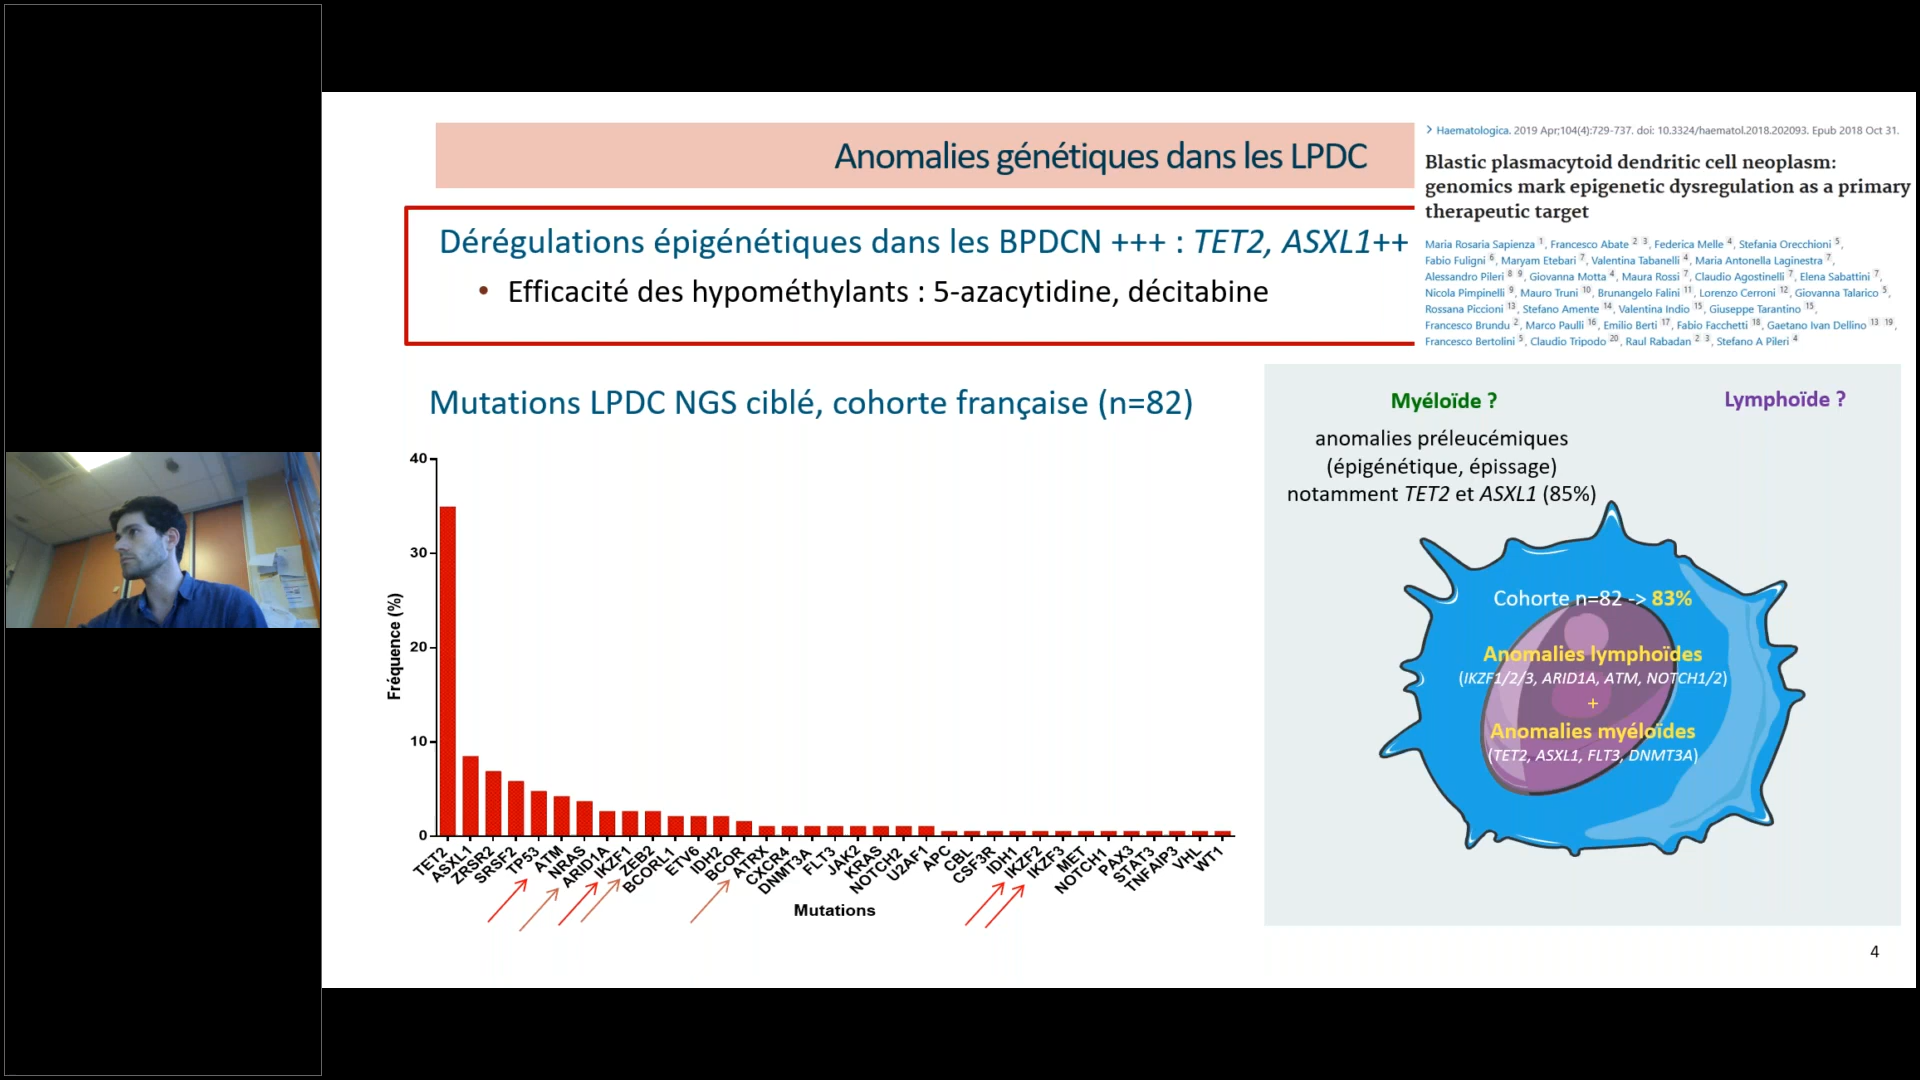 Anomalies génétiques dans les LPDC
> Haematologica. 2019 Apr;104(4):729-737. doi: 10.3324/haematol.2018.202093. Epub 2018 Oct 31.
Blastic plasmacytoid dendritic cell neoplasm:
genomics mark epigenetic dysregulation as a primary
therapeutic target
Maria Rosaria Sapienza 1, Francesco Abate 2 3, Federica Melle 4, Stefania Orecchioni 5,
Fabio Fuligni 6, Maryam Etebari 7, Valentina Tabanelli 4, Maria Antonella Laginestra 7,
Alessandro Pileri 8 9, Giovanna Motta 4, Maura Rossi 7, Claudio Agostinelli 7, Elena Sabattini 7,
Nicola Pimpinelli 9, Mauro Truni 10, Brunangelo Falini 11, Lorenzo Cerroni 12, Giovanna Talarico 5,
Rossana Piccioni 13, Stefano Amente 14, Valentina Indio 15, Giuseppe Tarantino 15,
Francesco Brundu 2, Marco Paulli 16, Emilio Berti 17, Fabio Facchetti 18, Gaetano Ivan Dellino 13 19,
Francesco Bertolini 5, Claudio Tripodo 20, Raul Rabadan 2 3, Stefano A Pileri 4
Dérégulations épigénétiques dans les BPDCN +++ : TET2, ASXL1++
• Efficacité des hypométhylants : 5-azacytidine, décitabine
Mutations LPDC NGS ciblé, cohorte française (n=82)
Fréquence (%)
40
30
20
10
0
TET2
ASXL1
ZRSR2
SRSF2
TP53
ATM
NRAS
ARID1A
IKZF1
ZEB2
BCORL1
ETV6
IDH2
BCOR
ATRX
CXCR4
DNMT3A
FLT3
JAK2
KRAS
NOTCH2
U2AF1
APC
CBL
CSF3R
IDH1
IKZF2
IKZF3
MET
NOTCH1
PAX3
STAT3
TNFAIP3
VHL
WT1
Mutations
Myéloïde ?
Lymphoïde ?
anomalies préleucémiques
(épigénétique, épissage)
notamment TET2 et ASXL1 (85%)
Cohorte n=82 -> 83%
Anomalies lymphoïdes
(IKZF1/2/3, ARID1A, ATM, NOTCH1/2)
+
Anomalies myéloïdes
(TET2, ASXL1, FLT3, DNMT3A)
4